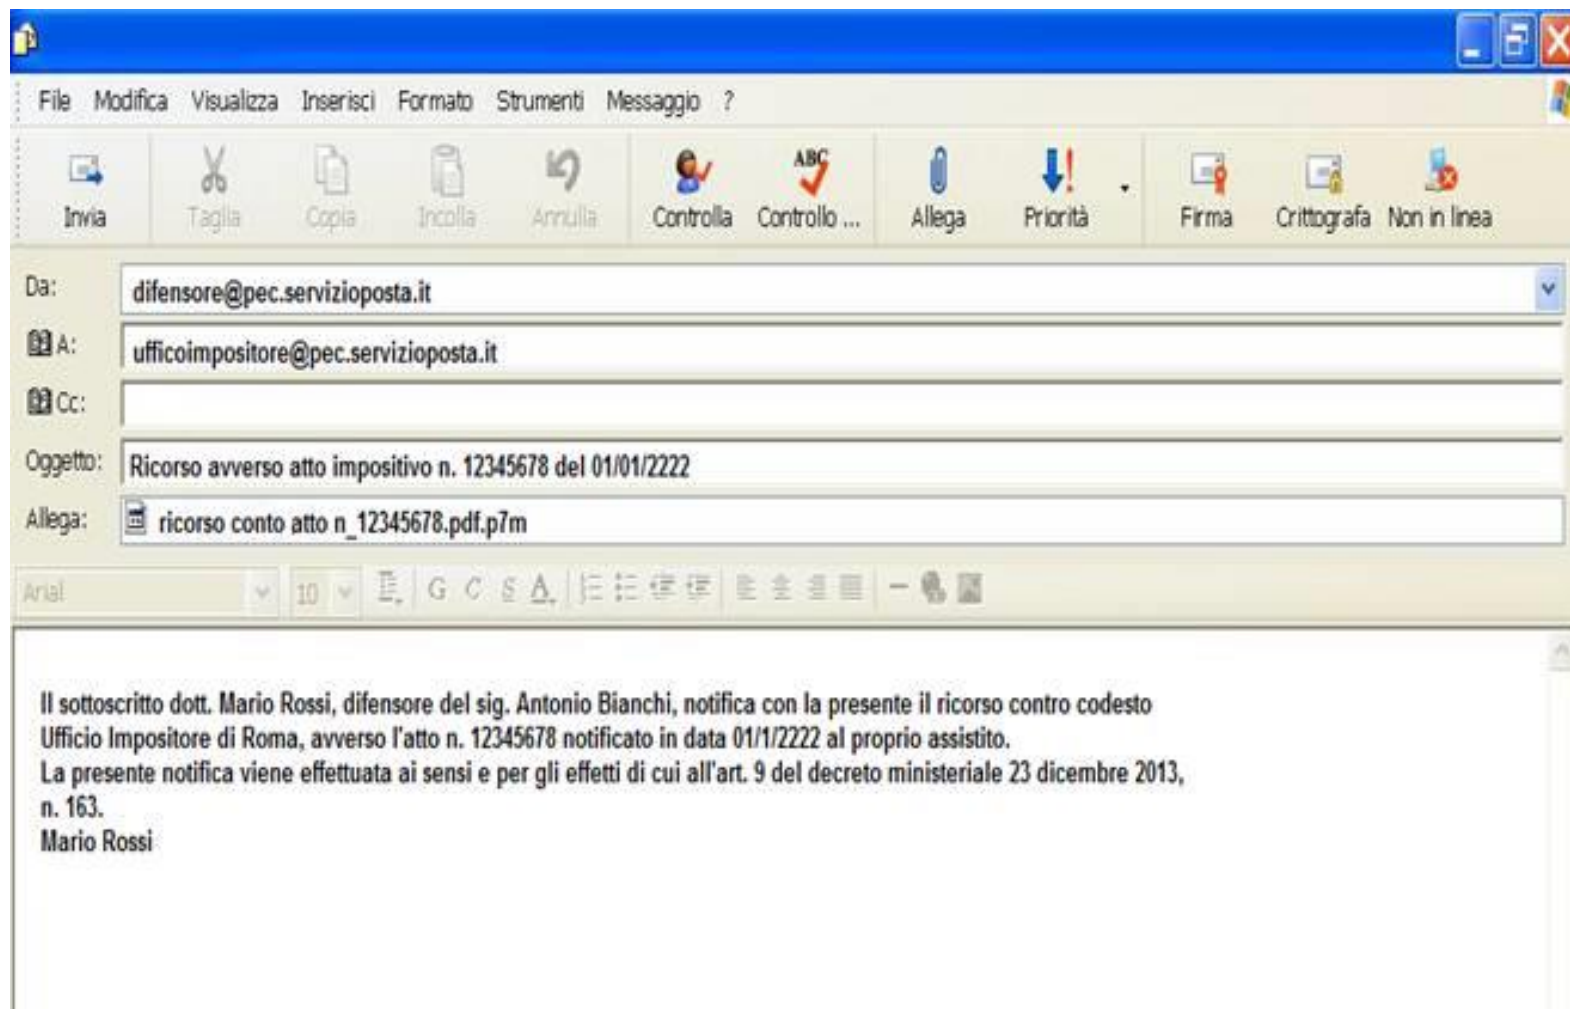 File Modifica Visualizza Inserisci Formato Strumenti Messaggio ?
ABC
Invia Taglia Copia Incolla Annulla Controlla Controllo ... Allega Priorità Firma Crittografa Non in linea
Da: difensore@pec.servizioposta.it
A: ufficoimpositore@pec.servizioposta.it
Cc:
Oggetto: Ricorso avverso atto impositivo n. 12345678 del 01/01/2222
Allega: ricorso conto atto n_12345678.pdf.p7m
Arial 10 G C S A
Il sottoscritto dott. Mario Rossi, difensore del sig. Antonio Bianchi, notifica con la presente il ricorso contro codesto
Ufficio Impositore di Roma, avverso l'atto n. 12345678 notificato in data 01/1/2222 al proprio assistito.
La presente notifica viene effettuata ai sensi e per gli effetti di cui all'art. 9 del decreto ministeriale 23 dicembre 2013,
n. 163.
Mario Rossi